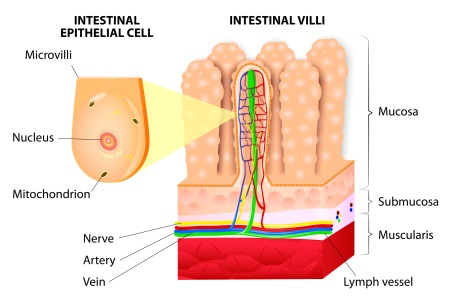 INTESTINAL
EPITHELIAL CELL
Microvilli
Nucleus
Mitochondrion
INTESTINAL VILLI
Mucosa
Submucosa
Muscularis
Nerve
Artery
Vein
Lymph vessel